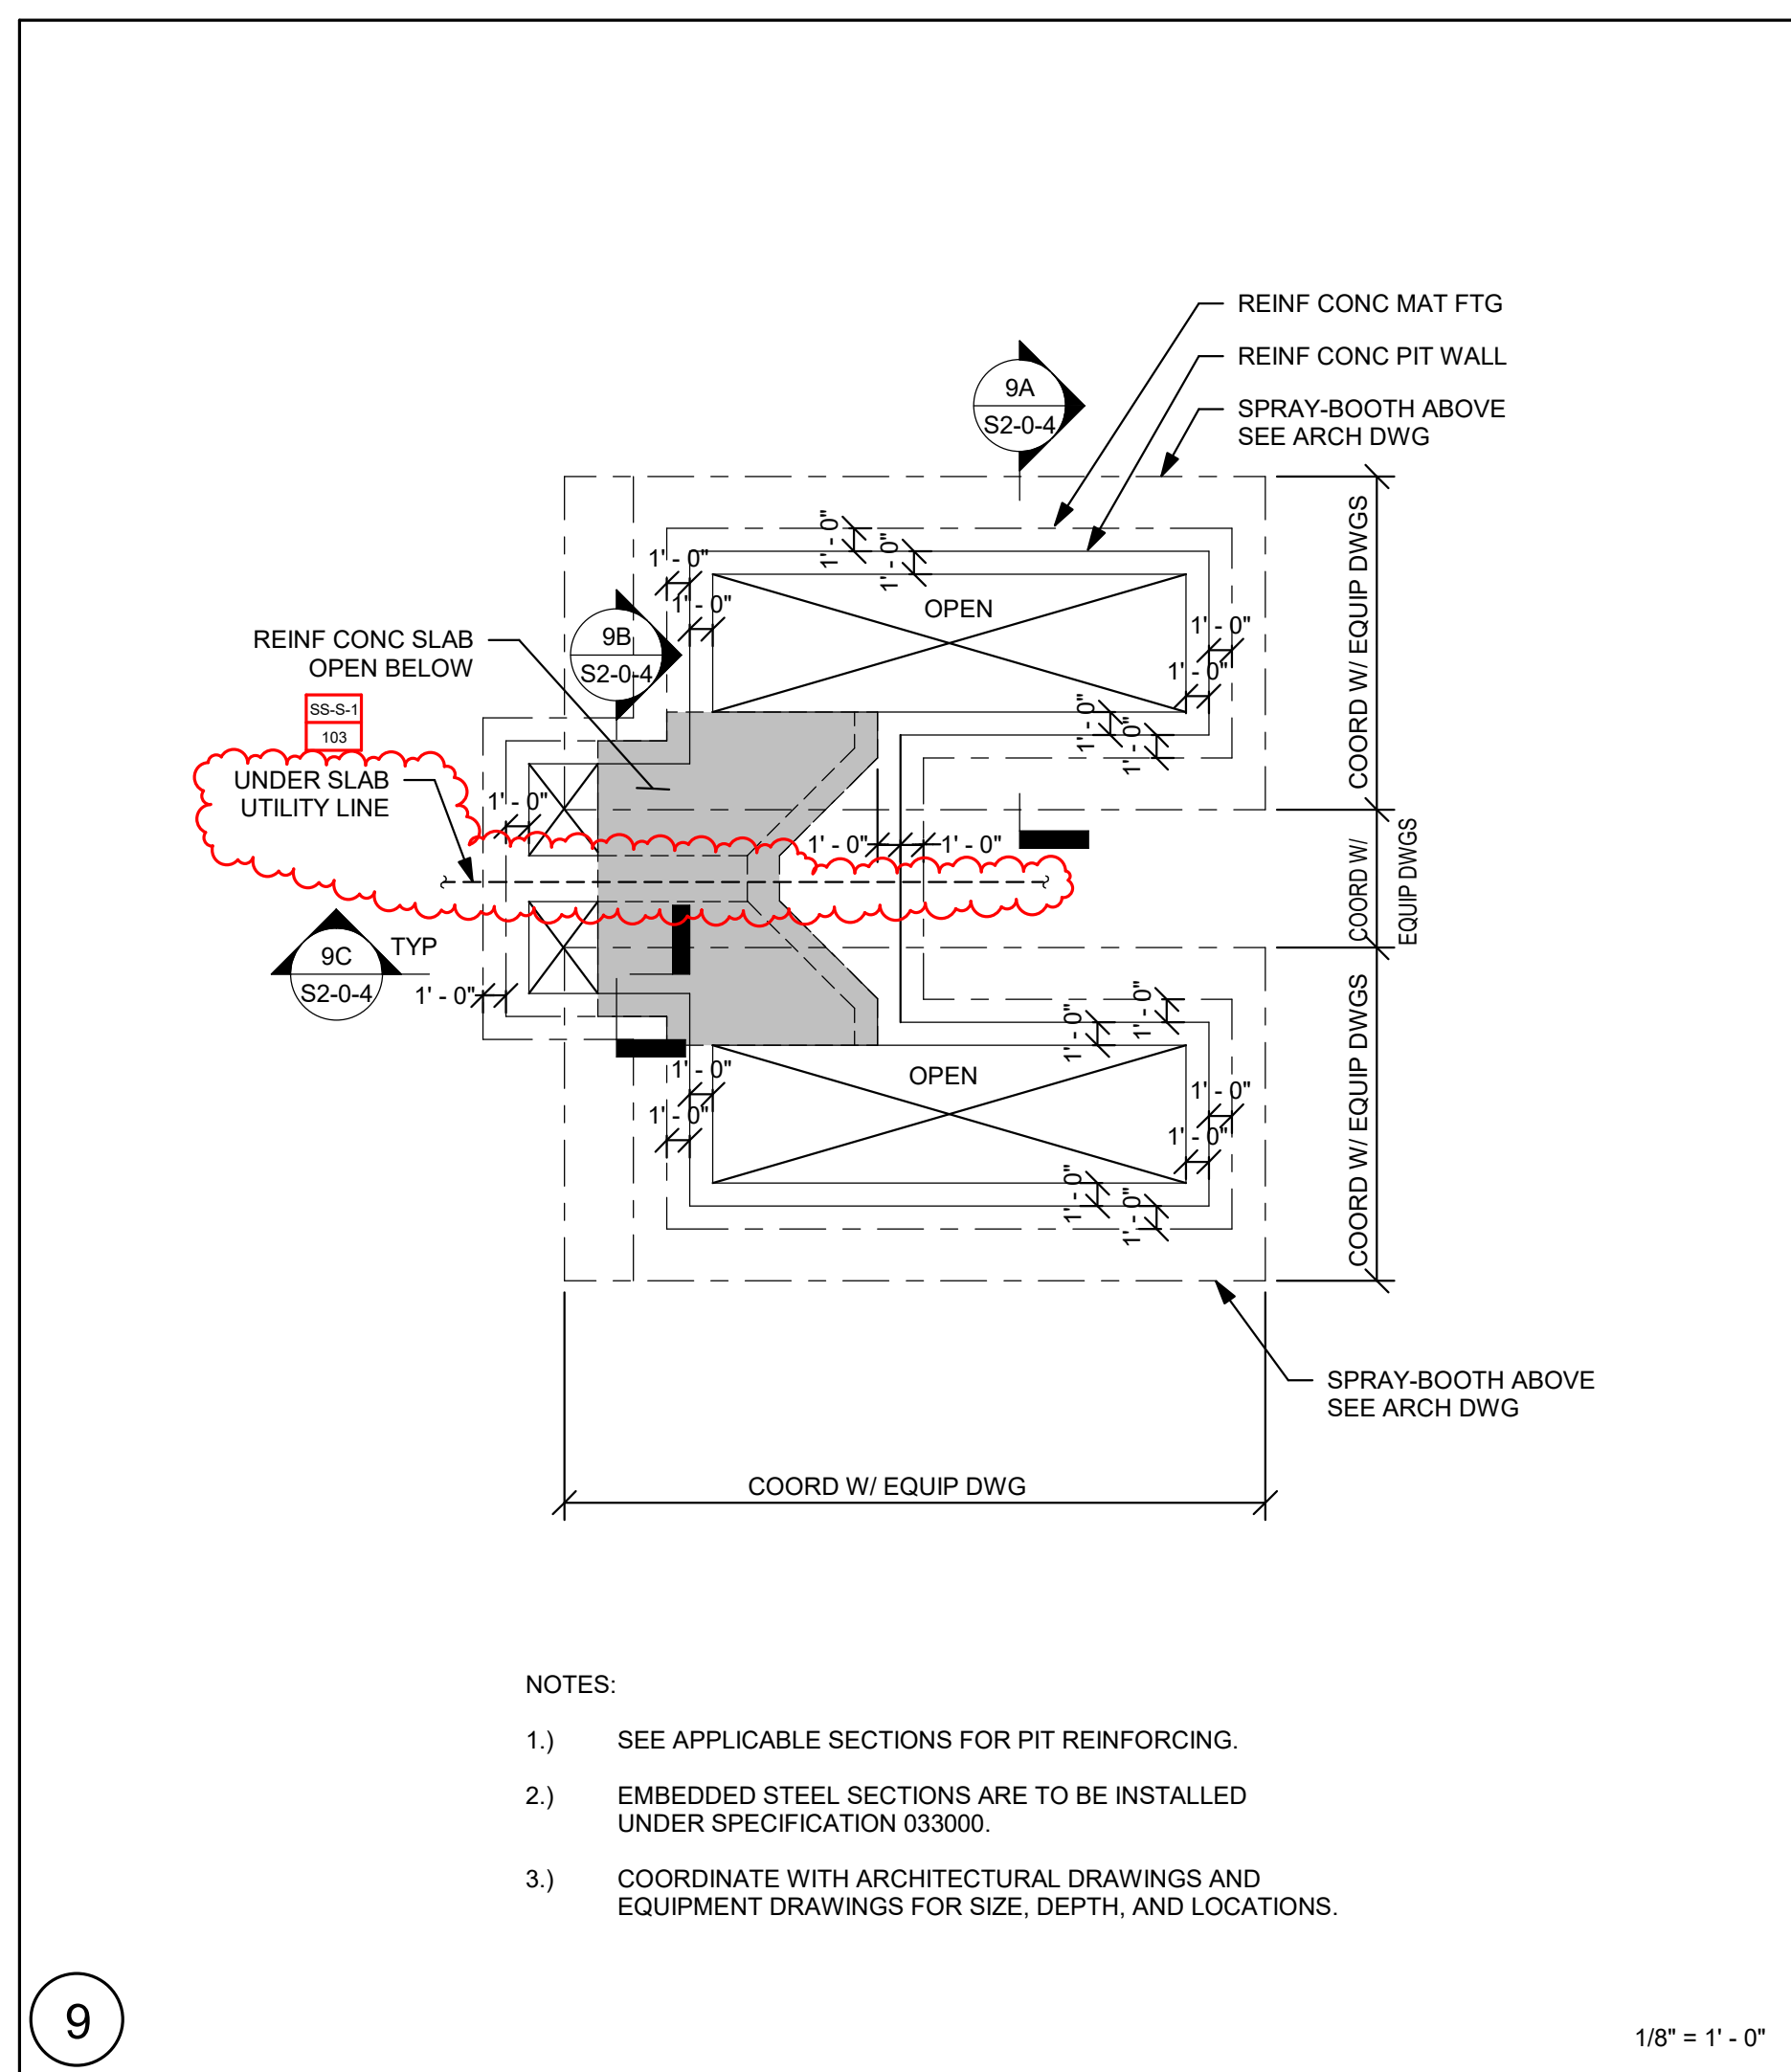 REINF CONC MAT FTG
REINF CONC PIT WALL
SPRAY-BOOTH ABOVE
SEE ARCH DWG
9A
S2-0-4
1' - 0"
1' - 0"
1' - 0"
1' - 0"
OPEN
1' - 0"
1' - 0"
1' - 0"
1' - 0"
COORD W/ EQUIP DWGS
9B
S2-0-4
REINF CONC SLAB
OPEN BELOW
SS-S-1
103
UNDER SLAB
UTILITY LINE
1' - 0"
1' - 0"
1' - 0"
COORD W/
EQUIP DWGS
9C
S2-0-4
TYP
1' - 0"
1' - 0"
1' - 0"
OPEN
1' - 0"
1' - 0"
1' - 0"
1' - 0"
1' - 0"
1' - 0"
COORD W/ EQUIP DWGS
SPRAY-BOOTH ABOVE
SEE ARCH DWG
COORD W/ EQUIP DWG
NOTES:
1.) SEE APPLICABLE SECTIONS FOR PIT REINFORCING.
2.) EMBEDDED STEEL SECTIONS ARE TO BE INSTALLED
UNDER SPECIFICATION 033000.
3.) COORDINATE WITH ARCHITECTURAL DRAWINGS AND
EQUIPMENT DRAWINGS FOR SIZE, DEPTH, AND LOCATIONS.
9
1/8" = 1' - 0"